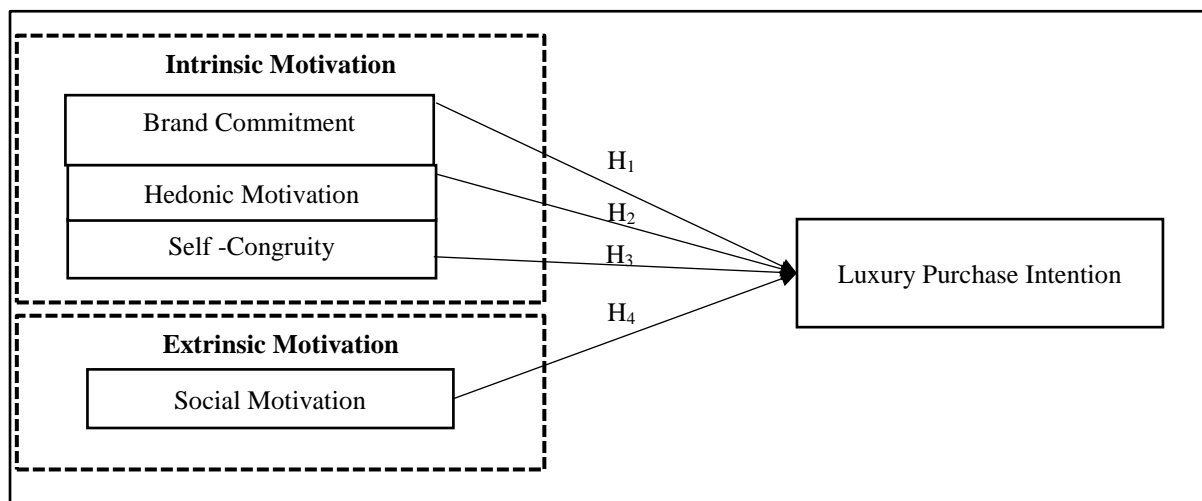 Intrinsic Motivation
Brand Commitment
Hedonic Motivation
Self -Congruity
H₁
H₂
H₃
H₄
Luxury Purchase Intention
Extrinsic Motivation
Social Motivation